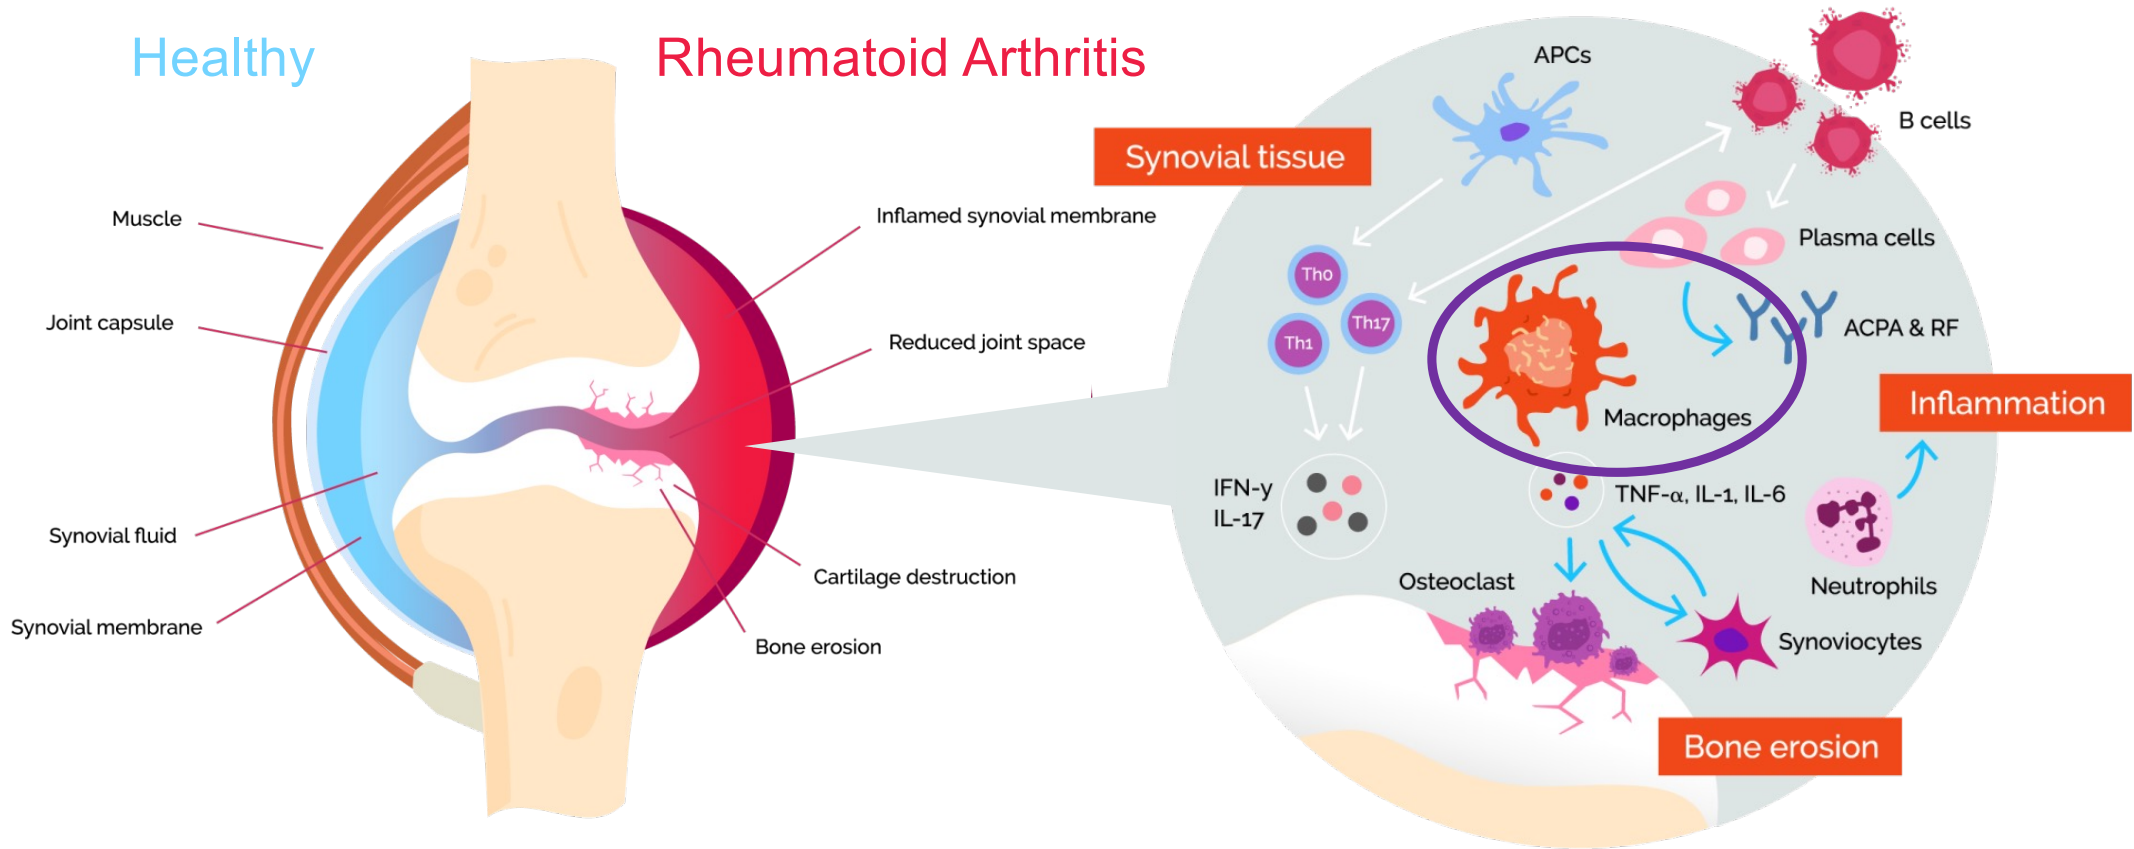 Healthy
Rheumatoid Arthritis
Muscle
Joint capsule
Synovial fluid
Synovial membrane
Inflamed synovial membrane
Reduced joint space
Cartilage destruction
Bone erosion
Synovial tissue
APCs
B cells
Plasma cells
Th0
Th17
Th1
ACPA & RF
Macrophages
Inflammation
IFN-y
IL-17
TNF-α, IL-1, IL-6
Neutrophils
Osteoclast
Synoviocytes
Bone erosion